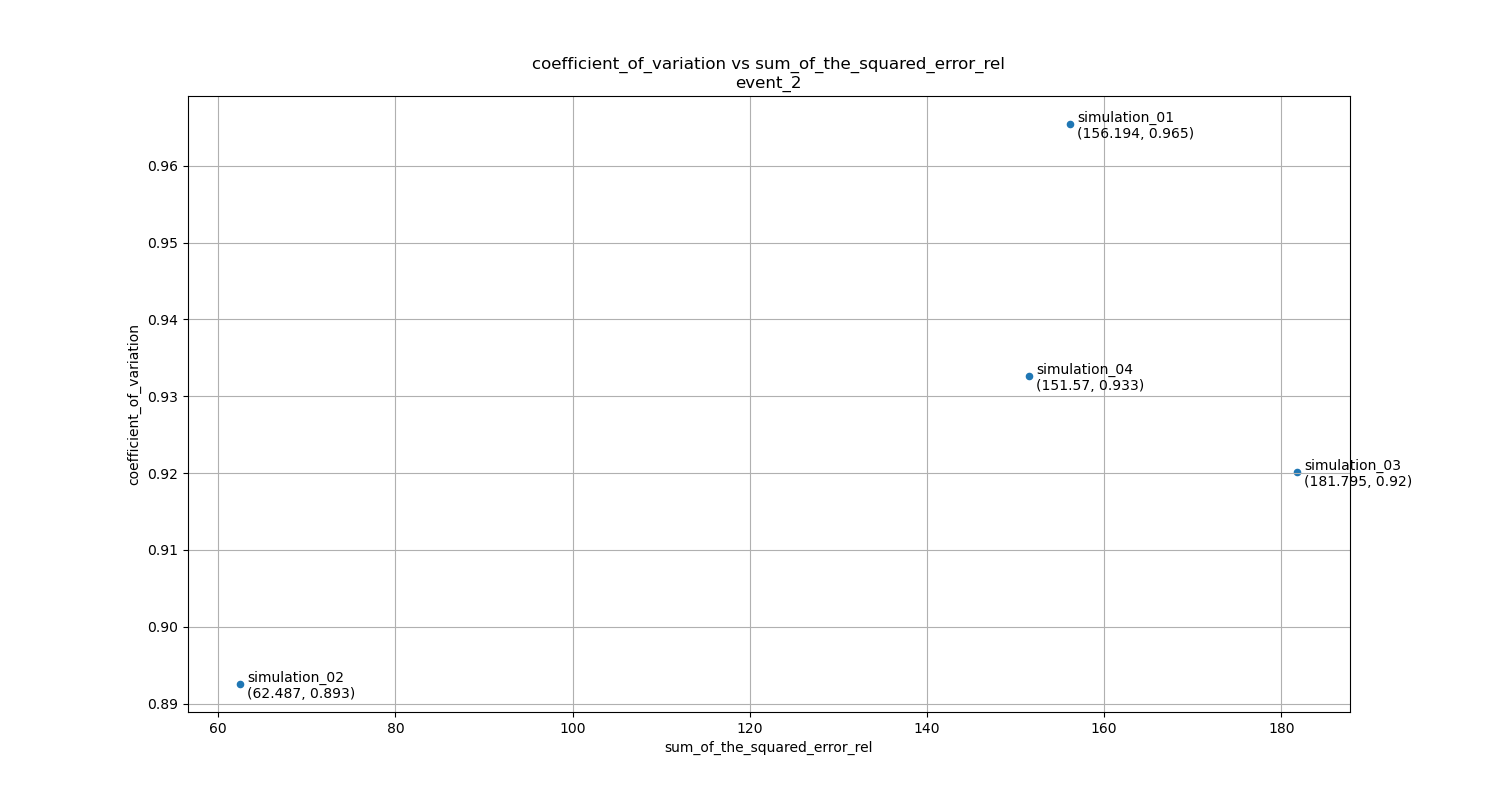 coefficient_of_variation vs sum_of_the_squared_error_rel
event_2
simulation_01
(156.194, 0.965)
0.96
0.95
0.94
simulation_04
(151.57, 0.933)
0.93
coefficient_of_variation
simulation_03
(181.795, 0.92)
0.92
0.91
0.90
simulation_02
(62.487, 0.893)
0.89
60 80 100 120 140 160 180
sum_of_the_squared_error_rel